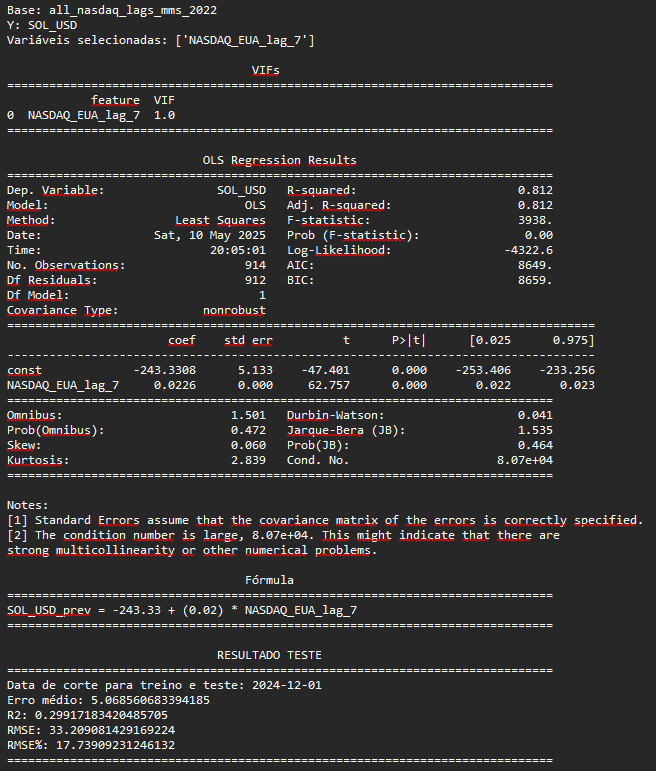 Base: all_nasdaq_lags_mms_2022
Y: SOL_USD
Variáveis selecionadas: ['NASDAQ_EUA_lag_7']
VIFs
==============================================================================
feature  VIF
0  NASDAQ_EUA_lag_7  1.0
==============================================================================
OLS Regression Results
==============================================================================
Dep. Variable: SOL_USD R-squared: 0.812
Model: OLS Adj. R-squared: 0.812
Method: Least Squares F-statistic: 3938.
Date: Sat, 10 May 2025 Prob (F-statistic): 0.00
Time: 20:05:01 Log-Likelihood: -4322.6
No. Observations: 914 AIC: 8649.
Df Residuals: 912 BIC: 8659.
Df Model: 1
Covariance Type: nonrobust
====================================================================================
coef std err t P>|t| [0.025 0.975]
------------------------------------------------------------------------------------
const -243.3308 5.133 -47.401 0.000 -253.406 -233.256
NASDAQ_EUA_lag_7 0.0226 0.000 62.757 0.000 0.022 0.023
==============================================================================
Omnibus: 1.501 Durbin-Watson: 0.041
Prob(Omnibus): 0.472 Jarque-Bera (JB): 1.535
Skew: 0.060 Prob(JB): 0.464
Kurtosis: 2.839 Cond. No. 8.07e+04
==============================================================================
Notes:
[1] Standard Errors assume that the covariance matrix of the errors is correctly specified.
[2] The condition number is large, 8.07e+04. This might indicate that there are
strong multicollinearity or other numerical problems.
Fórmula
==============================================================================
SOL_USD_prev = -243.33 + (0.02) * NASDAQ_EUA_lag_7
==============================================================================
RESULTADO TESTE
==============================================================================
Data de corte para treino e teste: 2024-12-01
Erro médio: 5.068560683394185
R2: 0.29917183420485705
RMSE: 33.209081429169224
RMSE%: 17.73909231246132
==============================================================================